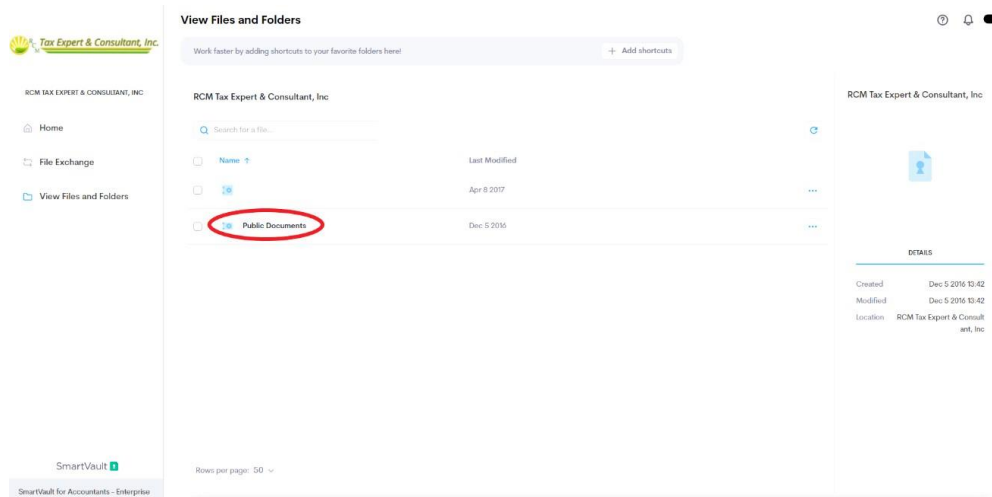 View Files and Folders
RCM Tax Expert & Consultant, Inc.
Work faster by adding shortcuts to your favorite folders here!
+ Add shortcuts
RCM TAX EXPERT & CONSULTANT, INC
Home
File Exchange
View Files and Folders
RCM Tax Expert & Consultant, Inc
Search for a file...
Name ↑ Last Modified
Apr 8 2017 ...
Public Documents Dec 5 2016 ...
Rows per page: 50
RCM Tax Expert & Consultant, Inc
DETAILS
Created Dec 5 2016 13:42
Modified Dec 5 2016 13:42
Location RCM Tax Expert & Consult
ant, Inc
SmartVault
SmartVault for Accountants - Enterprise